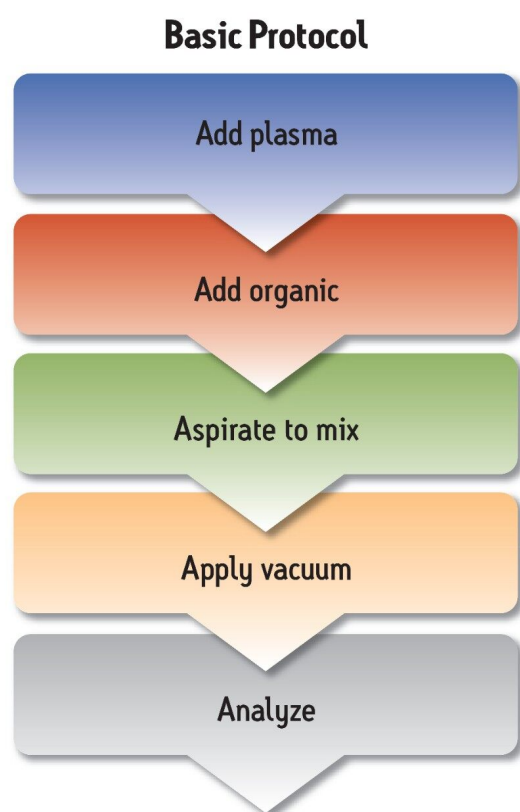 Basic Protocol
Add plasma
Add organic
Aspirate to mix
Apply vacuum
Analyze